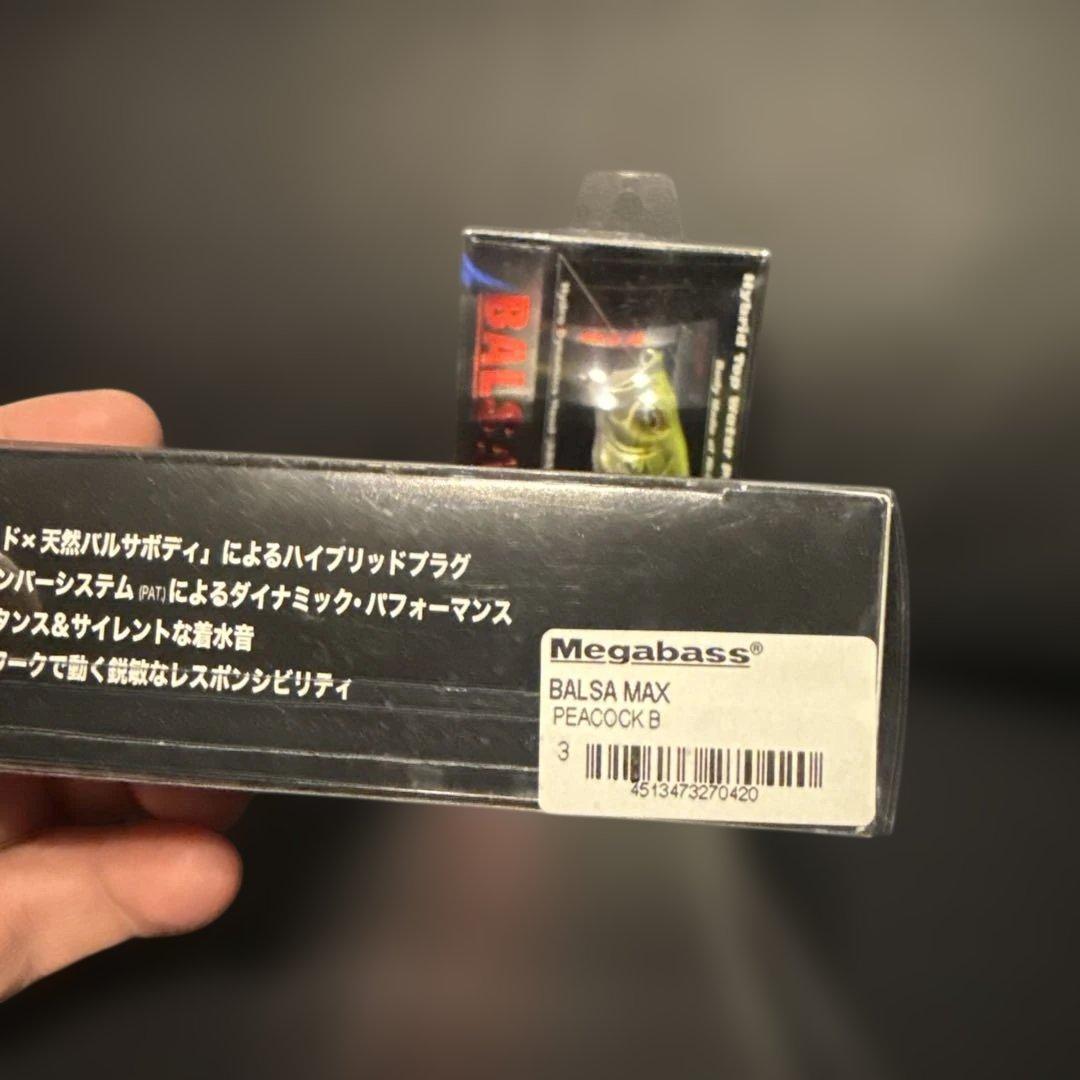 BALSA
Hybrid Top Water
ド×天然バルサボディ」によるハイブリッドプラグ
ンバーシステム(PAT.)によるダイナミック・パフォーマンス
タンス&サイレントな着水音
ワークで動く鋭敏なレスポンシビリティ
Megabass®
BALSA MAX
PEACOCK B
3
4513473270420